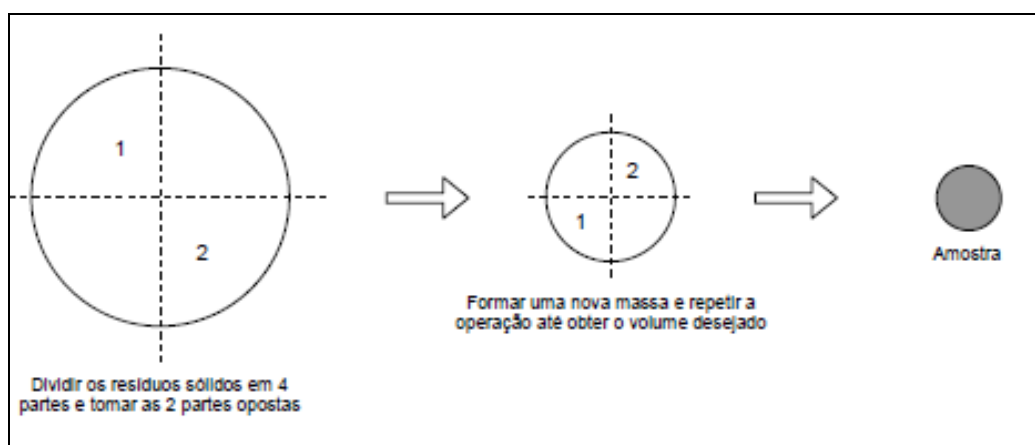 1
2
Dividir os resíduos sólidos em 4
partes e tomar as 2 partes opostas
2
1
Formar uma nova massa e repetir a
operação até obter o volume desejado
Amostra